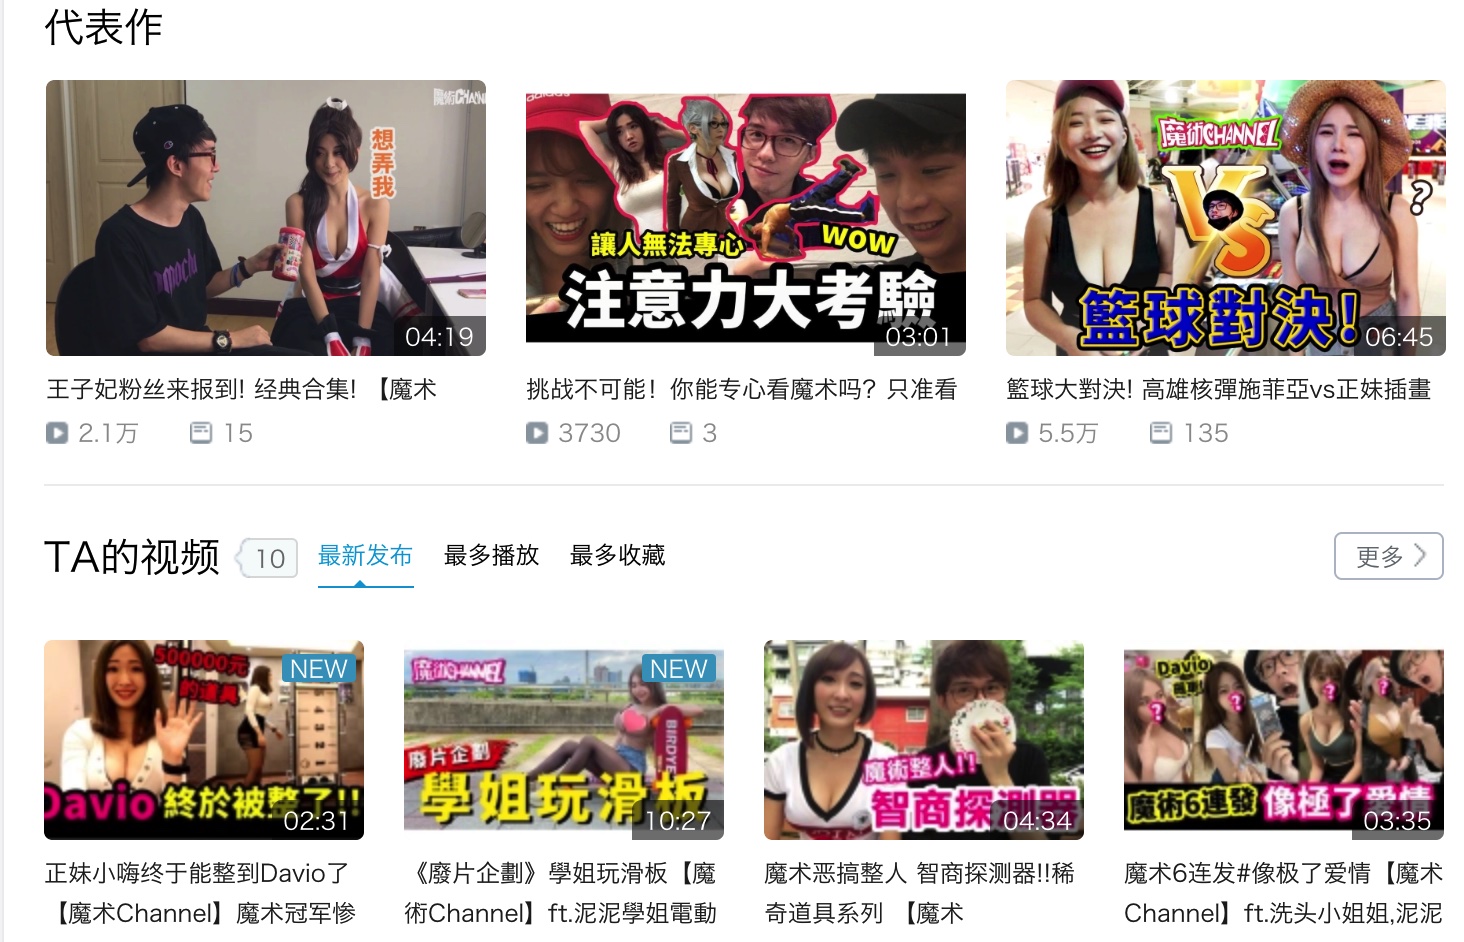 代表作
魔術CHANNEL
想弄我
04:19
adidas
讓人無法專心
WOW
注意力大考驗
03:01
魔術CHANNEL
VS
?
籃球對決!
06:45
王子妃粉丝来报到! 经典合集! 【魔术
挑战不可能！你能专心看魔术吗？只准看
籃球大對決! 高雄核彈施菲亞vs正妹插畫
2.1万 15
3730 3
5.5万 135
TA的视频 10 最新发布 最多播放 最多收藏 更多
500000元
的道具
NEW
Davio 終於被整了!!
02:31
魔術CHANNEL
NEW
BIRDYE
廢片企劃
學姐玩滑板
10:27
魔術整人!!
智商探測器
04:34
Davio
? ? ? ?
魔術6連發 像極了愛情
03:35
正妹小嗨终于能整到Davio了
【魔术Channel】魔术冠军惨
《廢片企劃》學姐玩滑板【魔
術Channel】ft.泥泥學姐電動
魔术恶搞整人 智商探测器!!稀
奇道具系列 【魔术
魔术6连发#像极了爱情【魔术
Channel】ft.洗头小姐姐,泥泥